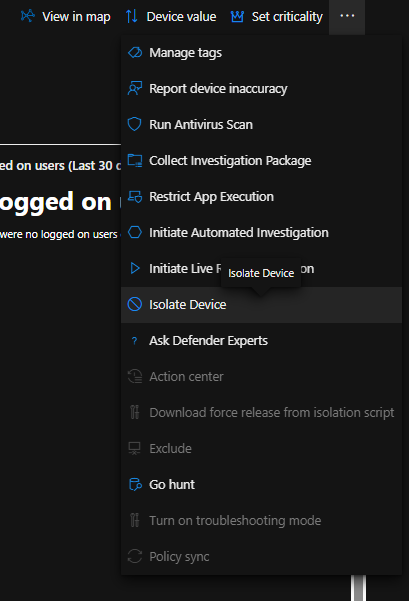 View in map Device value Set criticality ...
Manage tags
Report device inaccuracy
ed on users (Last 30 d
Run Antivirus Scan
Collect Investigation Package
ogged on
Restrict App Execution
were no logged on users
Initiate Automated Investigation
Initiate Live R on
Isolate Device
Isolate Device
Ask Defender Experts
? 
Action center
Download force release from isolation script
Exclude
Go hunt
Turn on troubleshooting mode
Policy sync